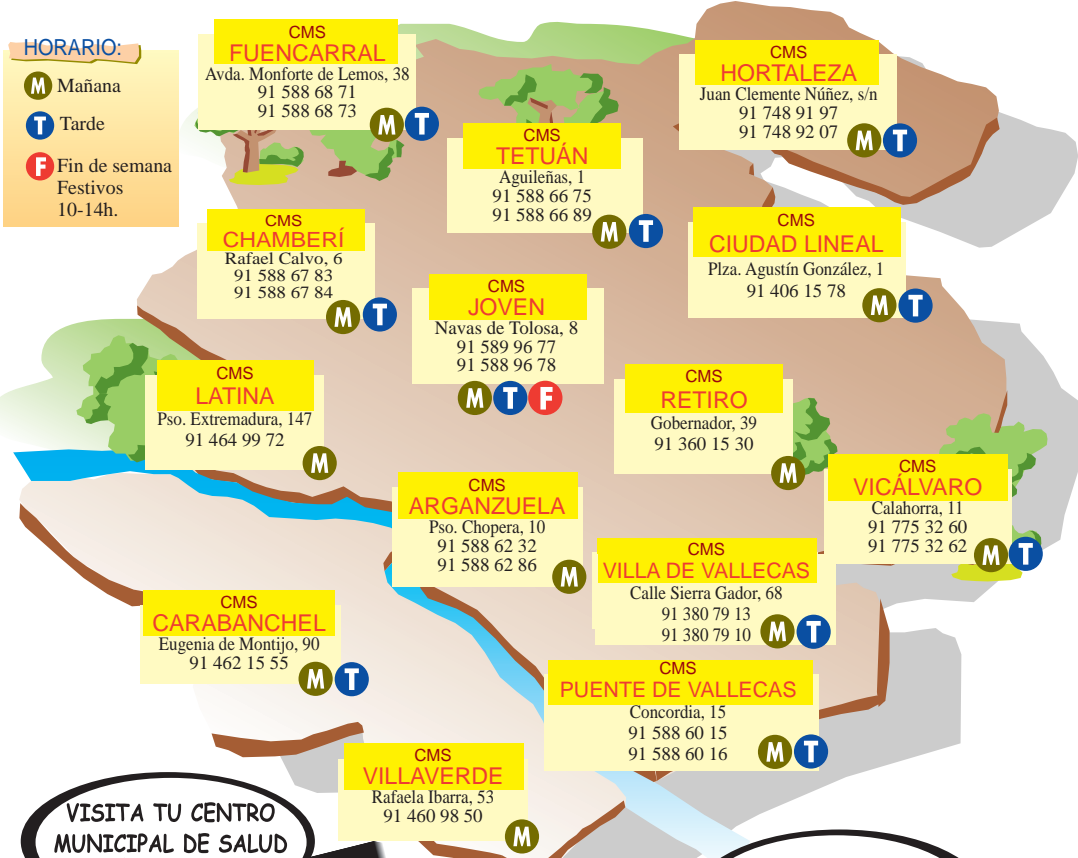 HORARIO:
M Mañana
T Tarde
F Fin de semana
Festivos
10-14h.
CMS
FUENCARRAL
Avda. Monforte de Lemos, 38
91 588 68 71
91 588 68 73
M T
CMS
HORTALEZA
Juan Clemente Núñez, s/n
91 748 91 97
91 748 92 07
M T
CMS
TETUÁN
Aguileñas, 1
91 588 66 75
91 588 66 89
M T
CMS
CHAMBERÍ
Rafael Calvo, 6
91 588 67 83
91 588 67 84
M T
CMS
CIUDAD LINEAL
Plza. Agustín González, 1
91 406 15 78
M T
CMS
JOVEN
Navas de Tolosa, 8
91 589 96 77
91 588 96 78
M T F
CMS
LATINA
Pso. Extremadura, 147
91 464 99 72
M
CMS
RETIRO
Gobernador, 39
91 360 15 30
M
CMS
ARGANZUELA
Pso. Chopera, 10
91 588 62 32
91 588 62 86
M
CMS
VICÁLVARO
Calahorra, 11
91 775 32 60
91 775 32 62
M T
CMS
VILLA DE VALLECAS
Calle Sierra Gador, 68
91 380 79 13
91 380 79 10
M T
CMS
CARABANCHEL
Eugenia de Montijo, 90
91 462 15 55
M T
CMS
PUENTE DE VALLECAS
Concordia, 15
91 588 60 15
91 588 60 16
M T
CMS
VILLAVERDE
Rafaela Ibarra, 53
91 460 98 50
M
VISITA TU CENTRO
MUNICIPAL DE SALUD